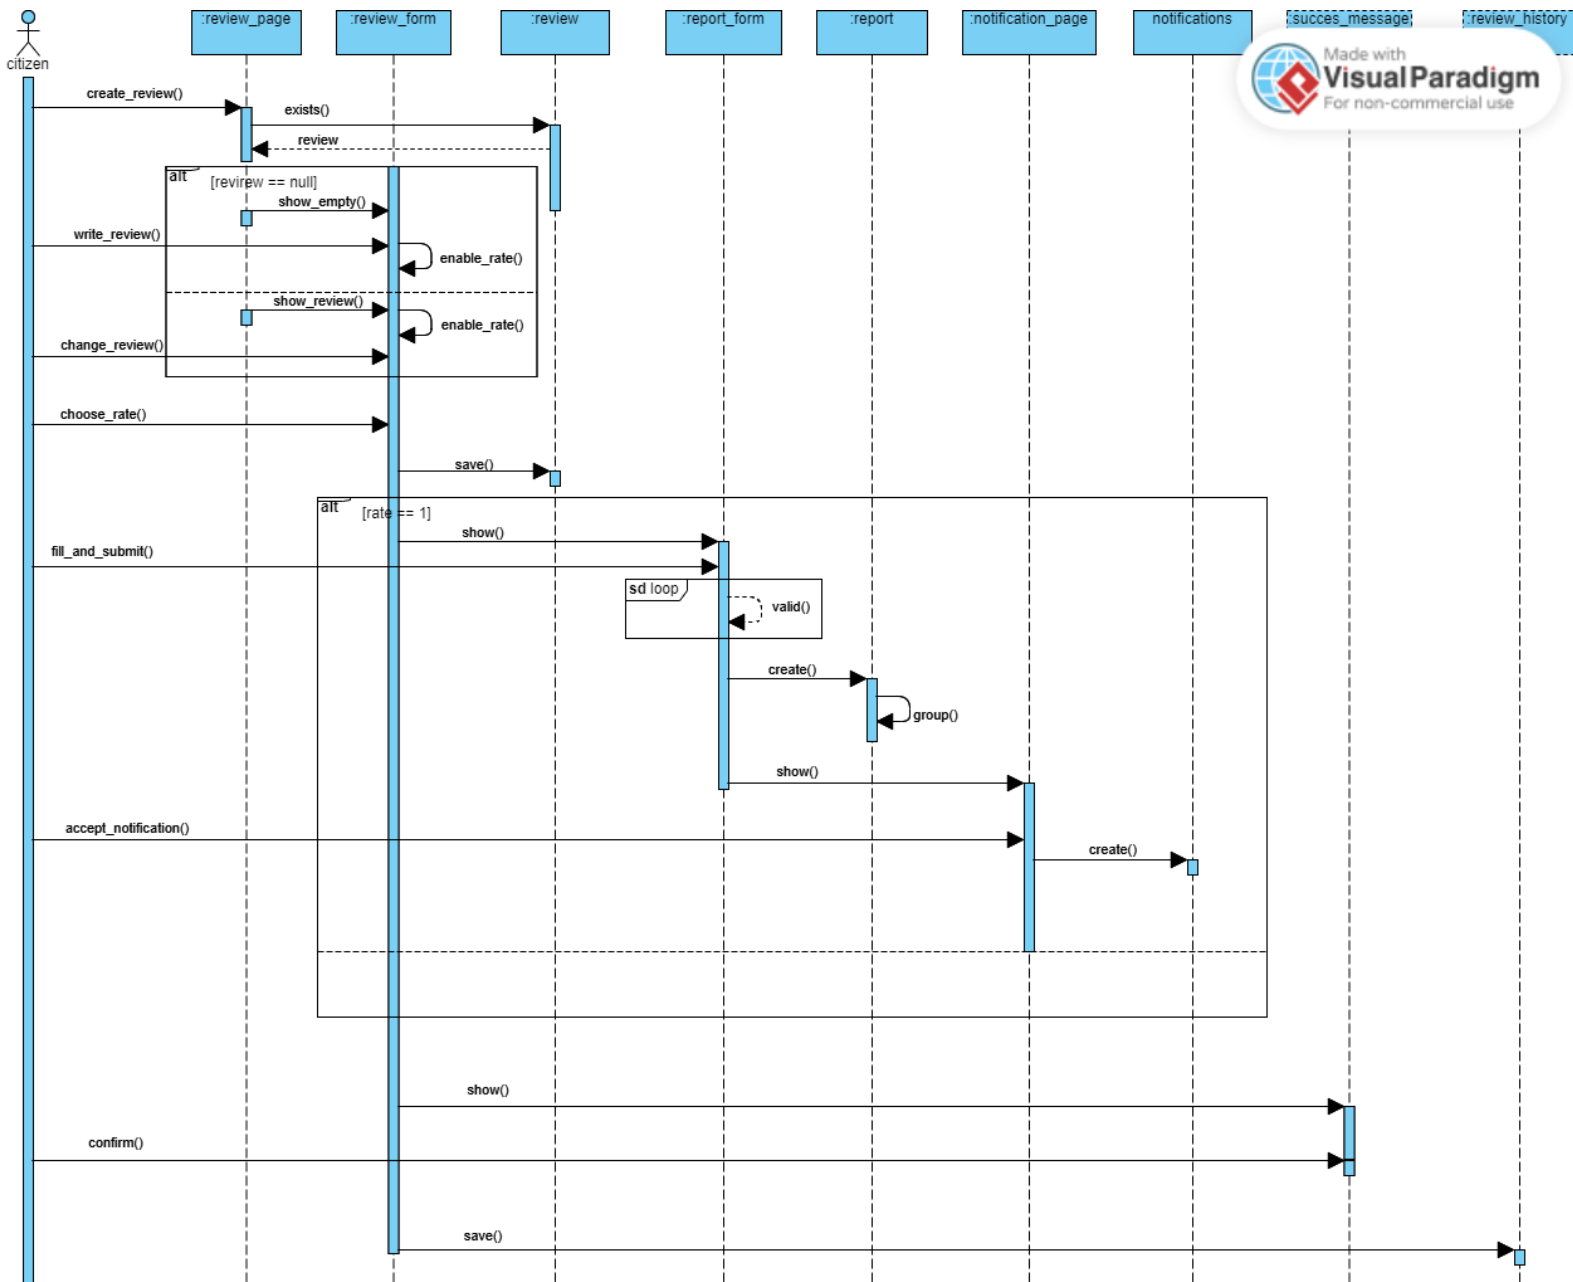 :review_page
:review_form
:review
:report_form
:report
:notification_page
notifications
:succes_message
:review_history
citizen
Made with
Visual Paradigm
For non-commercial use
create_review()
exists()
review
alt
[revirew == null]
show_empty()
write_review()
enable_rate()
show_review()
enable_rate()
change_review()
choose_rate()
save()
alt
[rate == 1]
show()
fill_and_submit()
sd loop
valid()
create()
group()
show()
accept_notification()
create()
show()
confirm()
save()